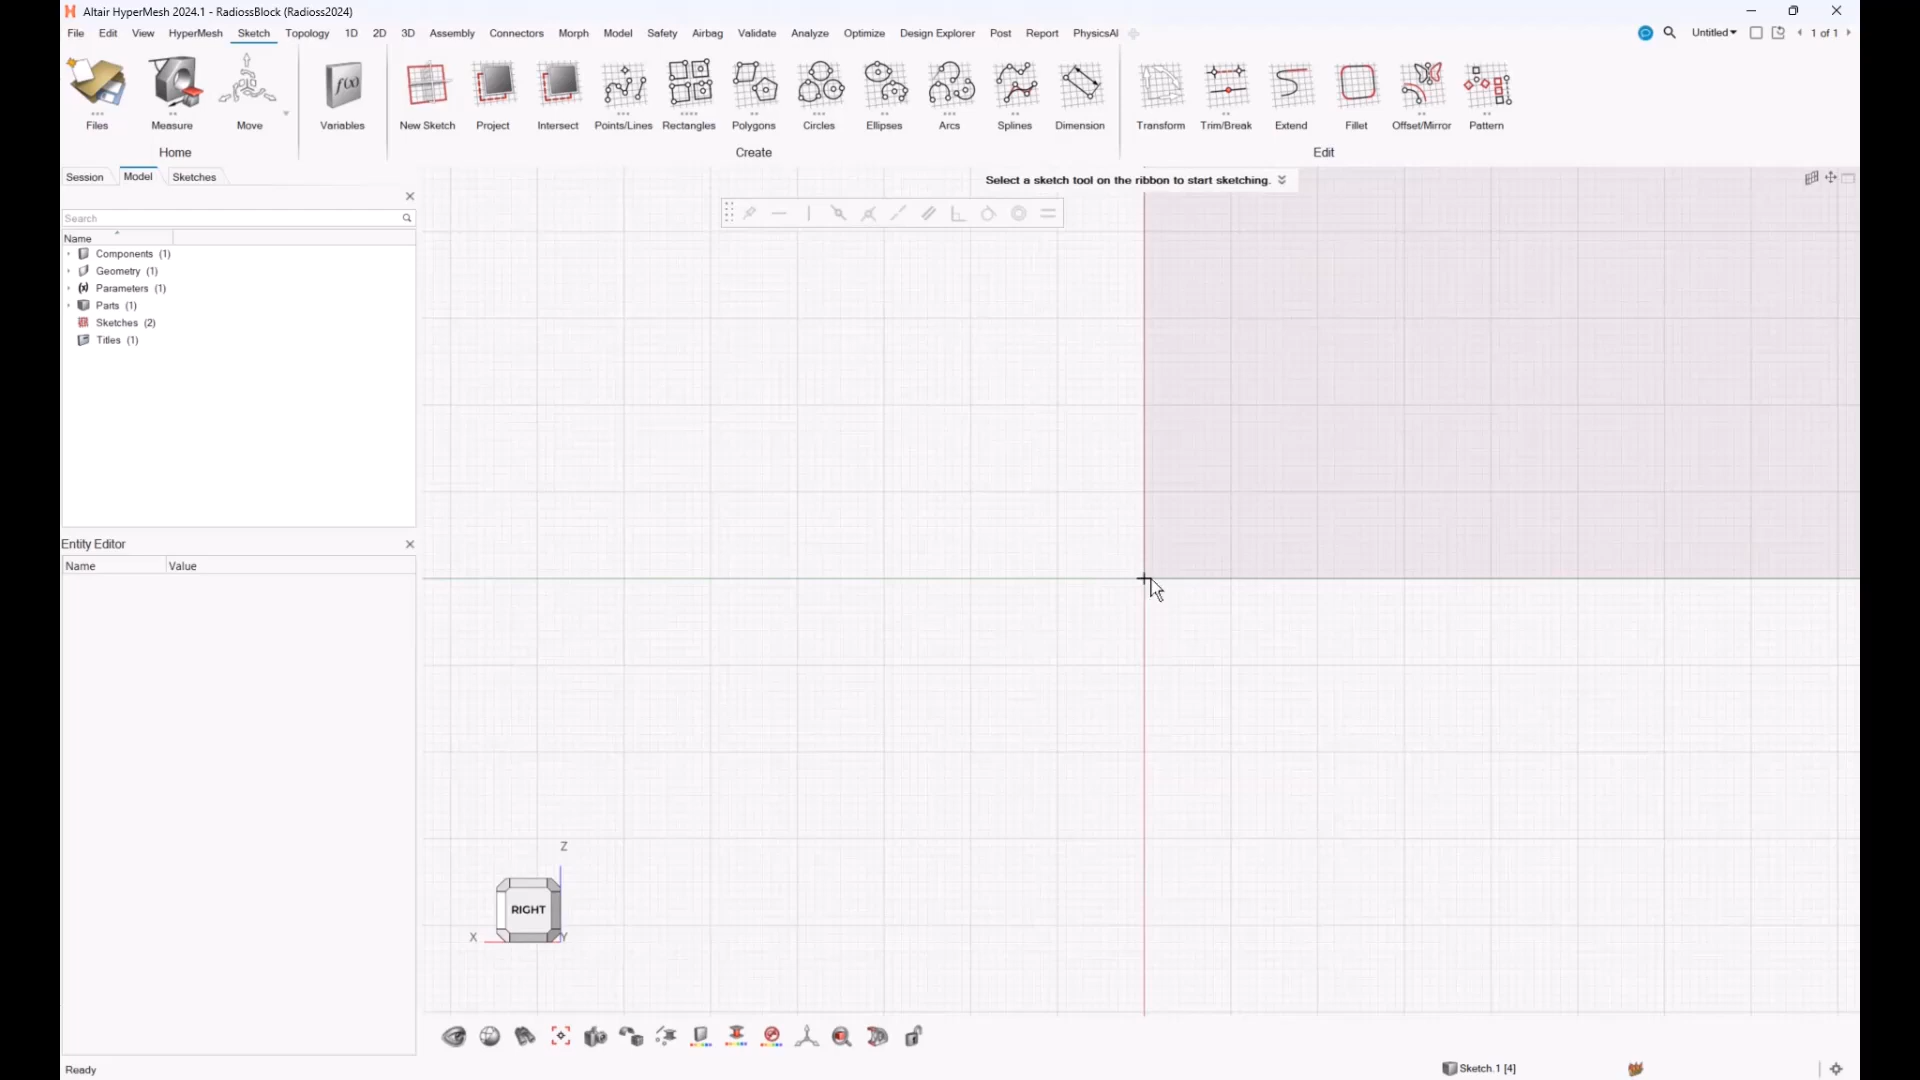 Altair HyperMesh 2024.1 - RadiossBlock (Radioss2024)
File Edit View HyperMesh Sketch Topology 1D 2D 3D Assembly Connectors Morph Model Safety Airbag Validate Analyze Optimize Design Explorer Post Report PhysicsAI Untitled 1 of 1
f(x)
Files Measure Move Variables New Sketch Project Intersect Points/Lines Rectangles Polygons Circles Ellipses Arcs Splines Dimension Transform Trim/Break Extend Fillet Offset/Mirror Pattern
Home Create Edit
Session Model Sketches
Select a sketch tool on the ribbon to start sketching.
Search
Name
Components (1)
Geometry (1)
(x) Parameters (1)
Parts (1)
Sketches (2)
Titles (1)
Entity Editor
Name Value
Z
RIGHT
X Y
Ready
Sketch.1 [4]